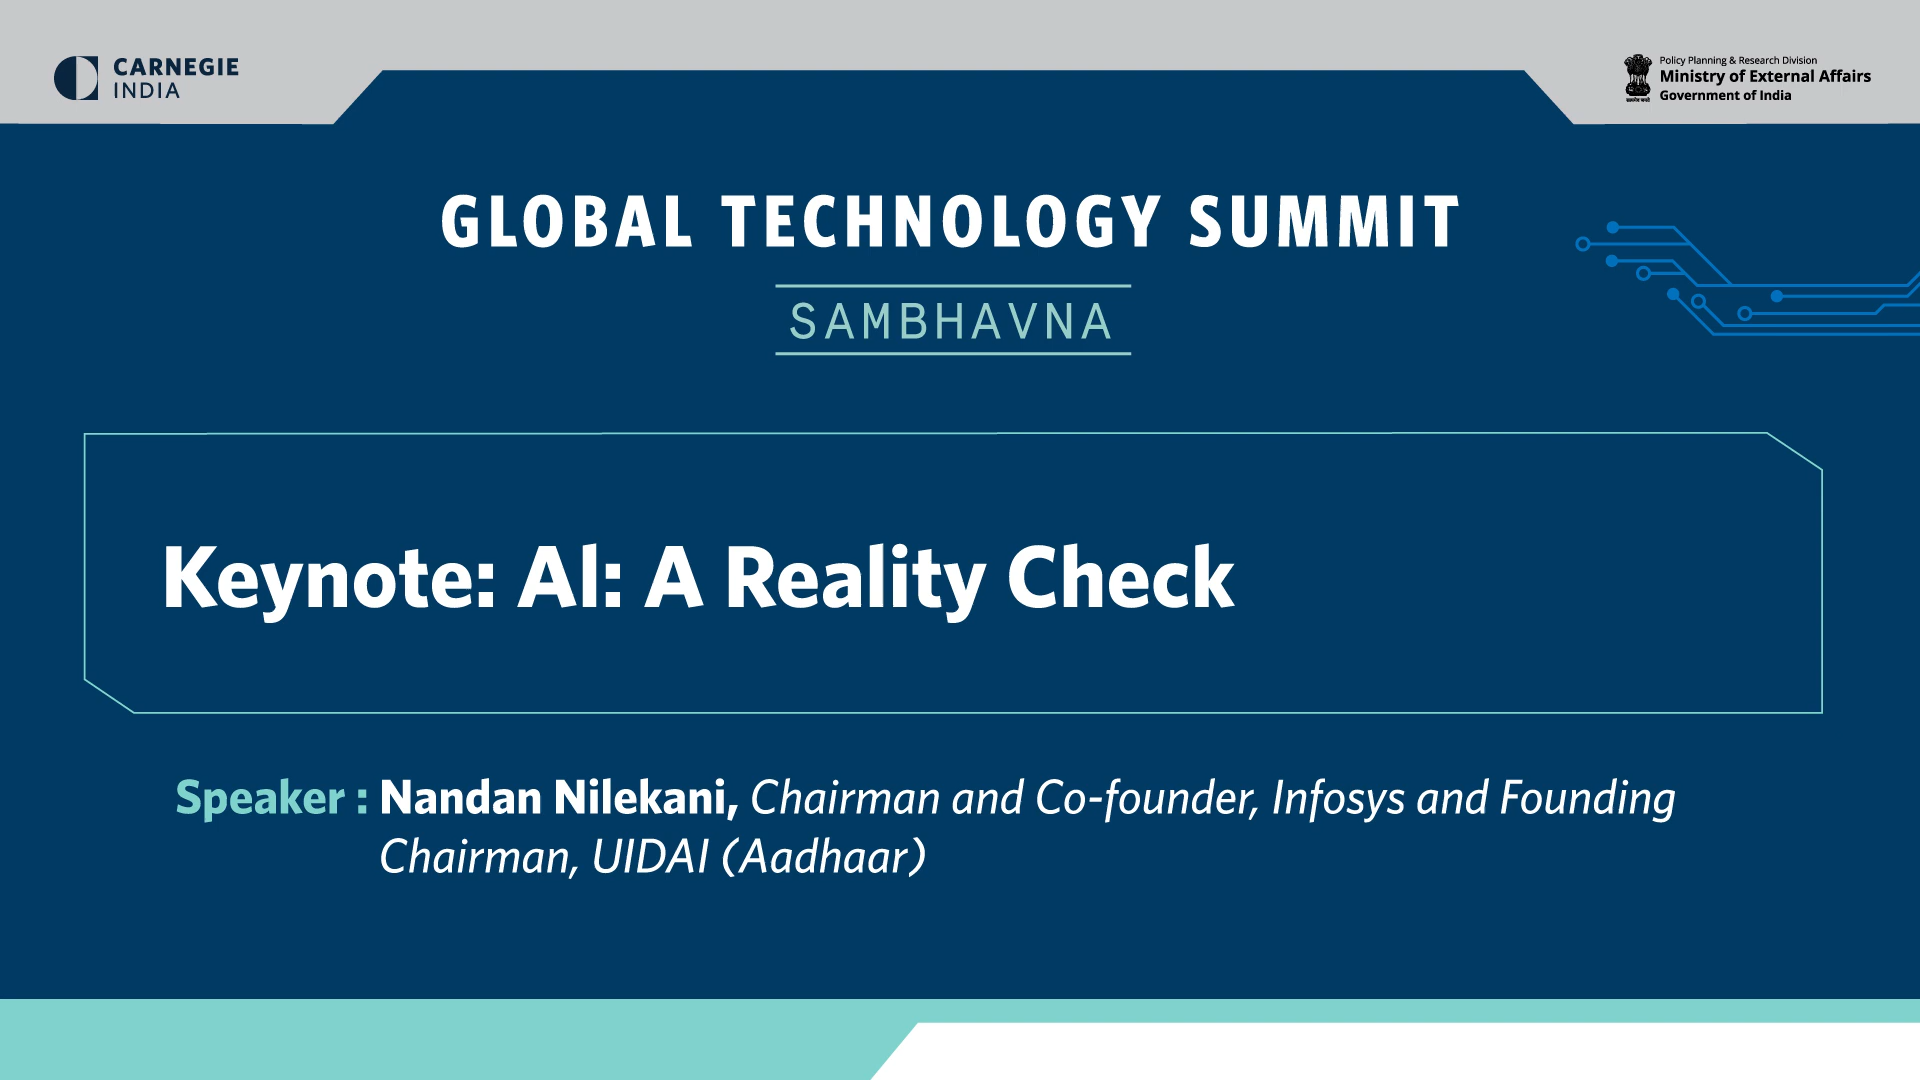 CARNEGIE
INDIA
Policy Planning & Research Division
Ministry of External Affairs
Government of India
GLOBAL TECHNOLOGY SUMMIT
SAMBHAVNA
Keynote: AI: A Reality Check
Speaker : Nandan Nilekani, Chairman and Co-founder, Infosys and Founding
Chairman, UIDAI (Aadhaar)